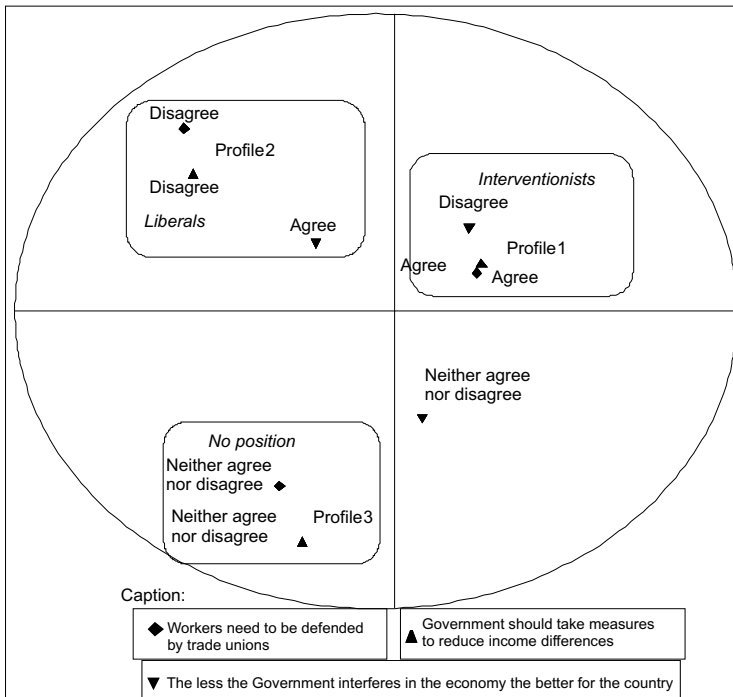 Disagree
Profile2
Disagree
Liberals
Agree
Interventionists
Disagree
Profile1
Agree
Agree
Neither agree
nor disagree
No position
Neither agree
nor disagree
Neither agree
nor disagree
Profile3
Caption:
Workers need to be defended
by trade unions
Government should take measures
to reduce income differences
The less the Government interferes in the economy the better for the country